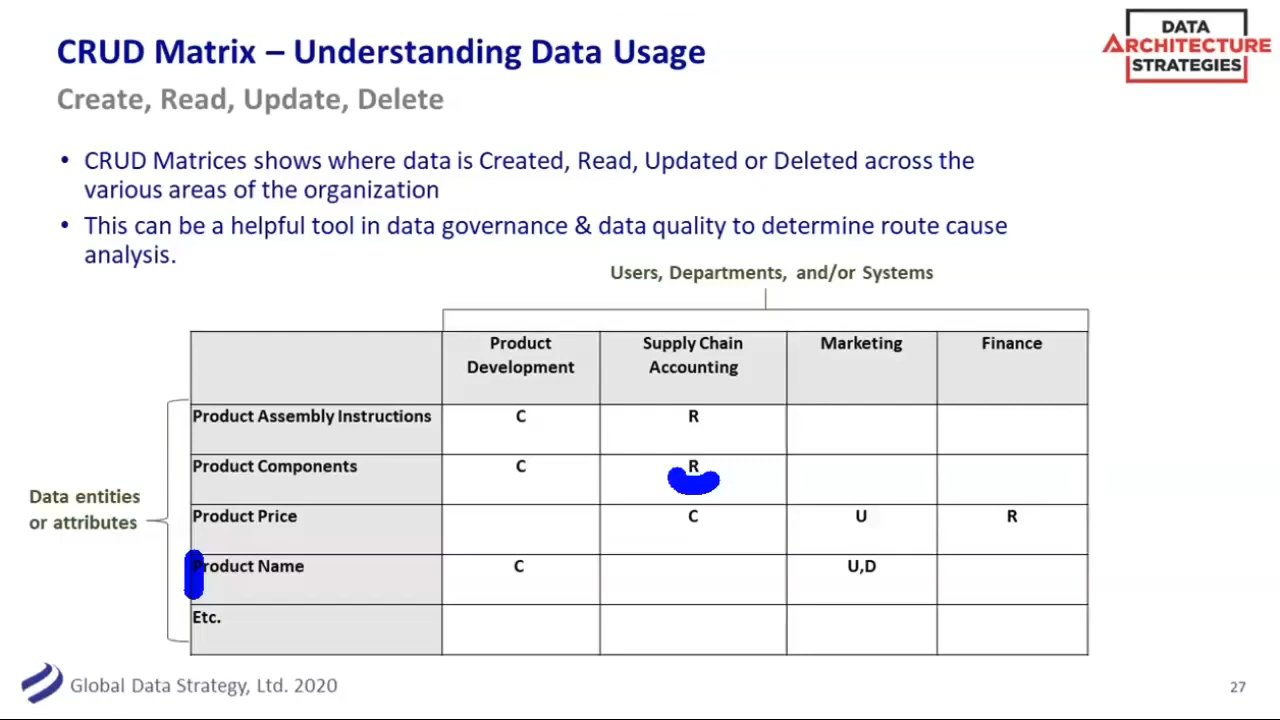 CRUD Matrix – Understanding Data Usage
Create, Read, Update, Delete
DATA
ARCHITECTURE
STRATEGIES
• CRUD Matrices shows where data is Created, Read, Updated or Deleted across the
various areas of the organization
• This can be a helpful tool in data governance & data quality to determine route cause
analysis.
Users, Departments, and/or Systems
Product Development Supply Chain Accounting Marketing Finance
Product Assembly Instructions C R
Product Components C R
Product Price C U R
Product Name C U,D
Etc.
Data entities
or attributes
Global Data Strategy, Ltd. 2020
27